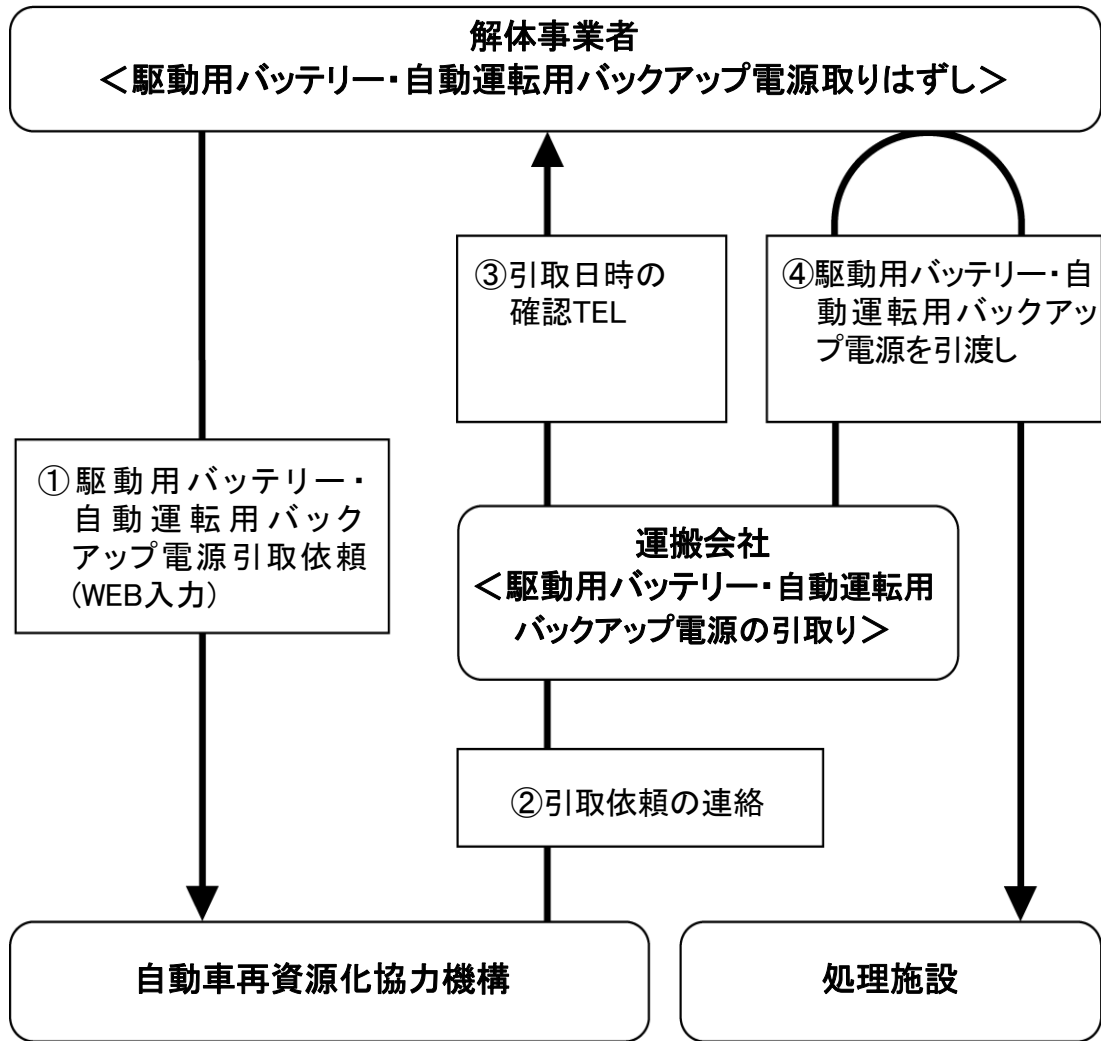 解体事業者
＜駆動用バッテリー・自動運転用バックアップ電源取りはずし＞
③引取日時の
確認TEL
④駆動用バッテリー・自
動運転用バックアッ
プ電源を引渡し
①駆動用バッテリー・
自動運転用バック
アップ電源引取依頼
(WEB入力)
運搬会社
＜駆動用バッテリー・自動運転用
バックアップ電源の引取り＞
②引取依頼の連絡
自動車再資源化協力機構
処理施設